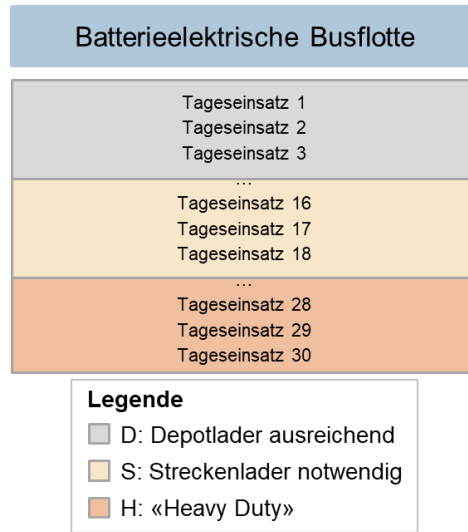 Batterieelektrische Busflotte
Tageseinsatz 1
Tageseinsatz 2
Tageseinsatz 3
...
Tageseinsatz 16
Tageseinsatz 17
Tageseinsatz 18
...
Tageseinsatz 28
Tageseinsatz 29
Tageseinsatz 30
Legende
D: Depotlader ausreichend
S: Streckenlader notwendig
H: «Heavy Duty»